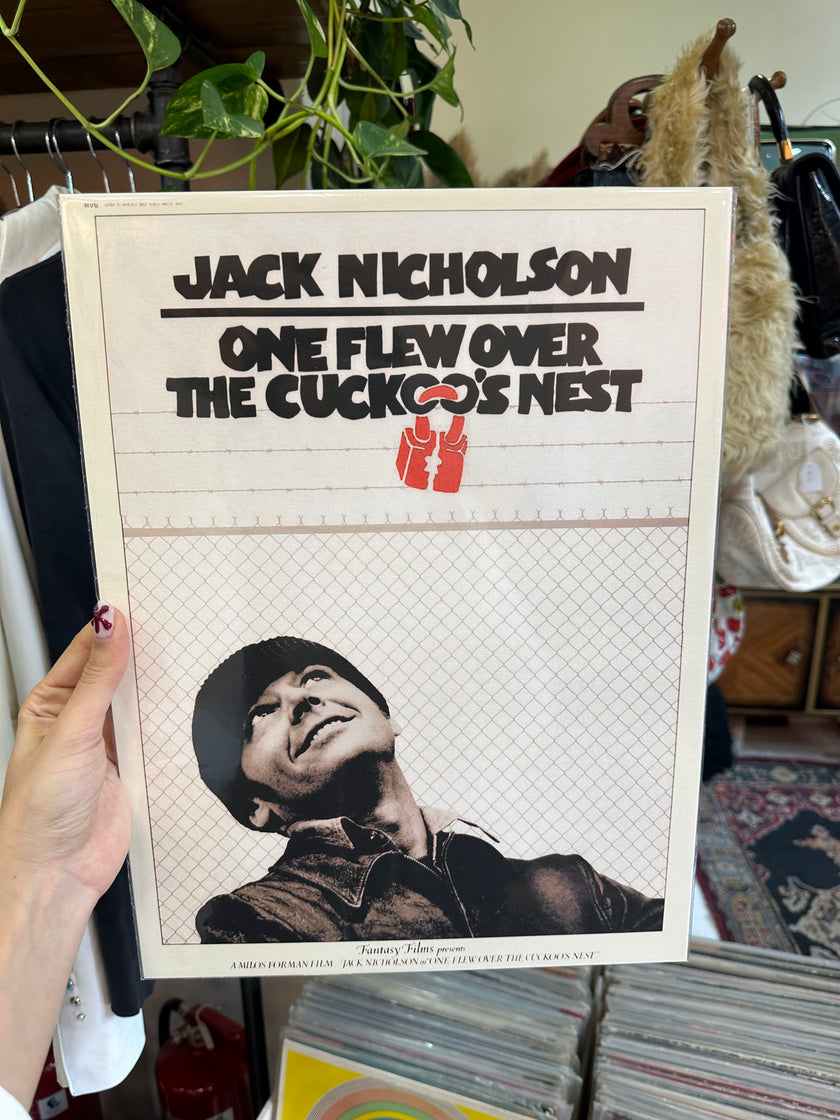 JACK NICHOLSON
ONE FLEW OVER
THE CUCKOO'S NEST
Fantasy Films presents
A MILOS FORMAN FILM JACK NICHOLSON in "ONE FLEW OVER THE CUCKOO'S NEST"